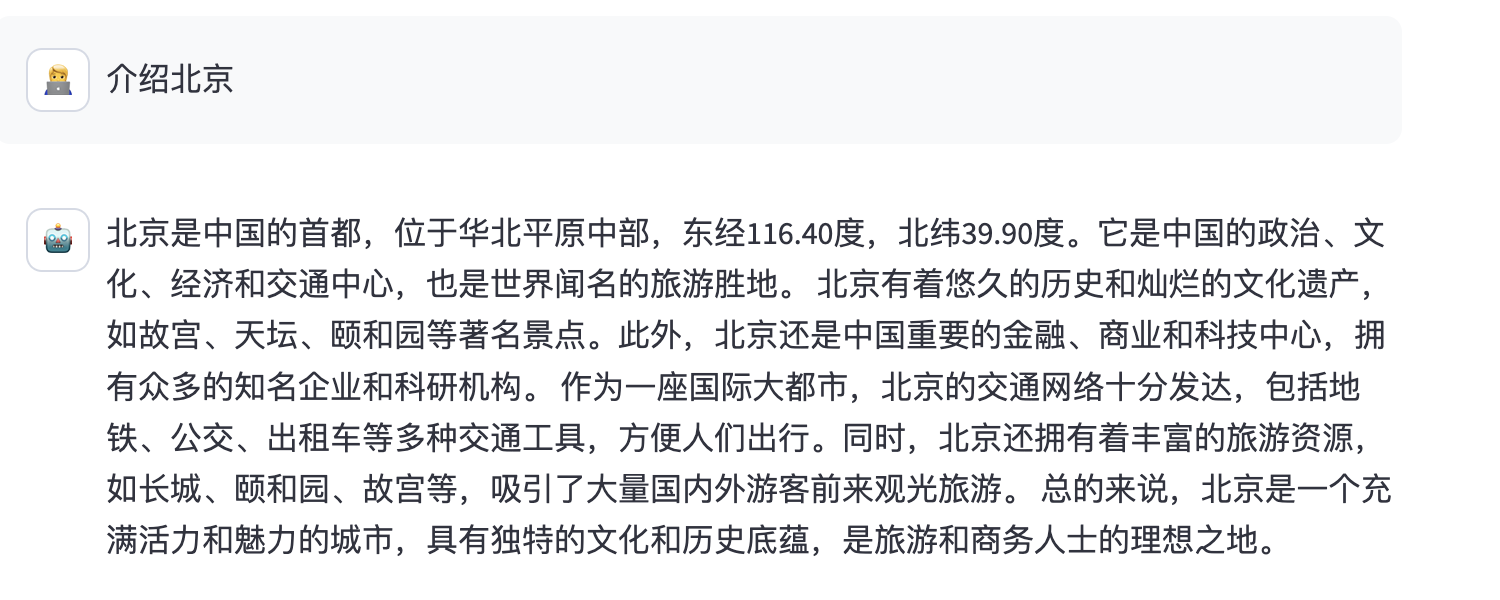 介绍北京
北京是中国的首都，位于华北平原中部，东经116.40度，北纬39.90度。它是中国的政治、文
化、经济和交通中心，也是世界闻名的旅游胜地。 北京有着悠久的历史和灿烂的文化遗产，
如故宫、天坛、颐和园等著名景点。此外，北京还是中国重要的金融、商业和科技中心，拥
有众多的知名企业和科研机构。 作为一座国际大都市，北京的交通网络十分发达，包括地
铁、公交、出租车等多种交通工具，方便人们出行。同时，北京还拥有着丰富的旅游资源，
如长城、颐和园、故宫等，吸引了大量国内外游客前来观光旅游。 总的来说，北京是一个充
满活力和魅力的城市，具有独特的文化和历史底蕴，是旅游和商务人士的理想之地。